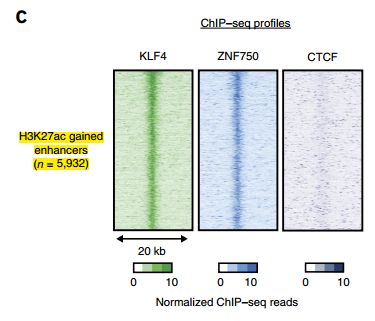 C
ChIP–seq profiles
KLF4 ZNF750 CTCF
H3K27ac gained
enhancers
(n = 5,932)
20 kb
0 10 0 10 0 10
Normalized ChIP–seq reads